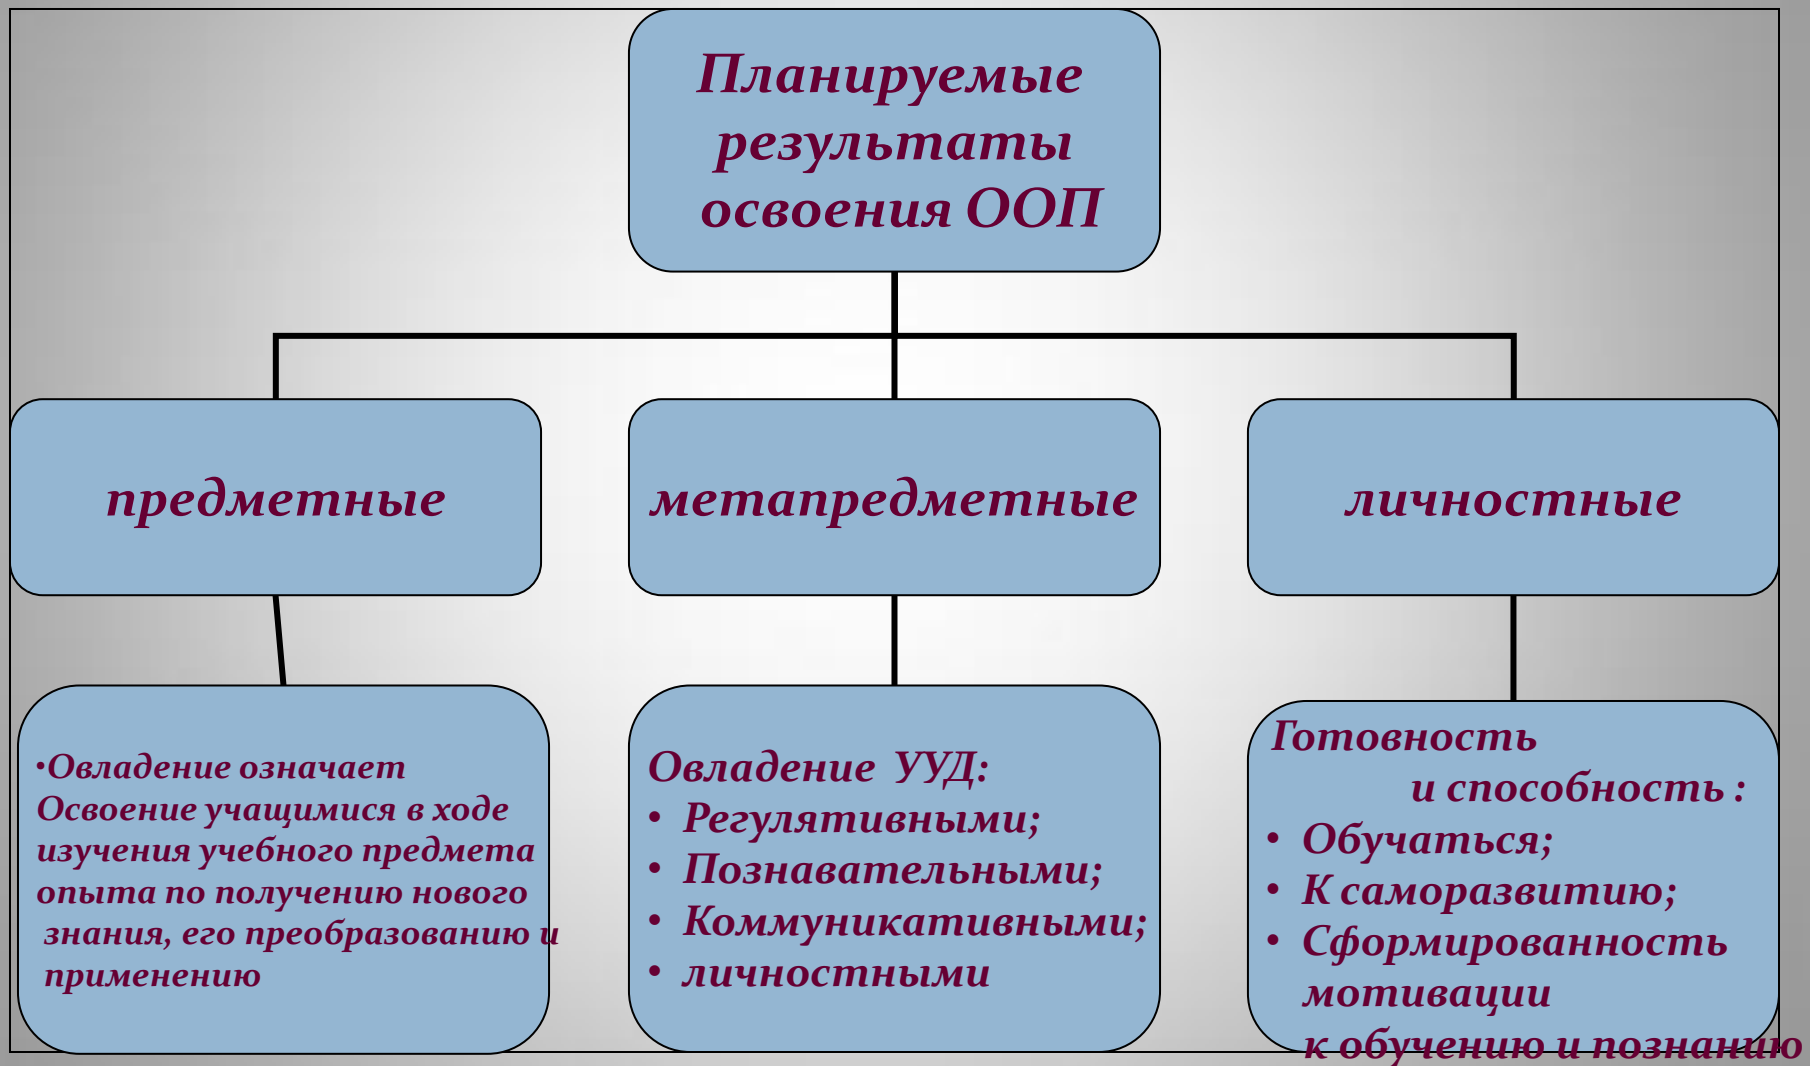 Планируемые
результаты
освоения ООП
предметные
метапредметные
личностные
•Овладение означает
Освоение учащимися в ходе
изучения учебного предмета
опыта по получению нового
знания, его преобразованию и
применению
Овладение УУД:
• Регулятивными;
• Познавательными;
• Коммуникативными;
• личностными
Готовность
и способность :
• Обучаться;
• К саморазвитию;
• Сформированность
мотивации
к обучению и познанию